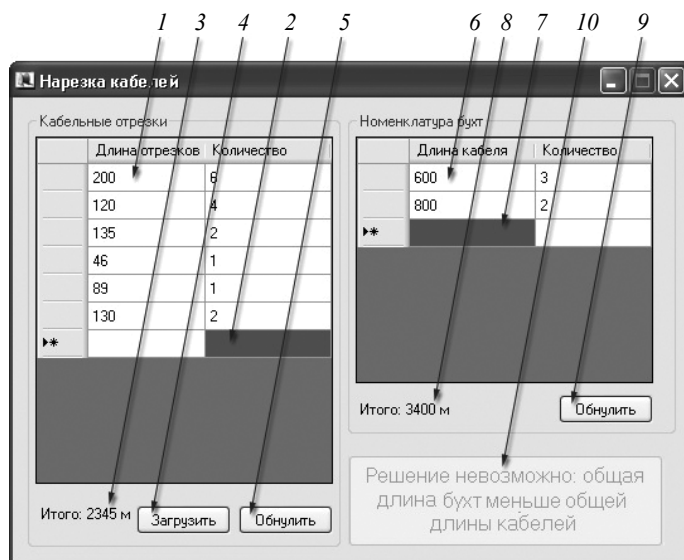 1 3 4 2 5 6 8 7 10 9
Нарезка кабелей
Кабельные отрезки
Длина отрезков Количество
200 6
120 4
135 2
46 1
89 1
130 2
Итого: 2345 м Загрузить Обнулить
Номенклатура бухт
Длина кабеля Количество
600 3
800 2
Итого: 3400 м Обнулить
Решение невозможно: общая
длина бухт меньше общей
длины кабелей